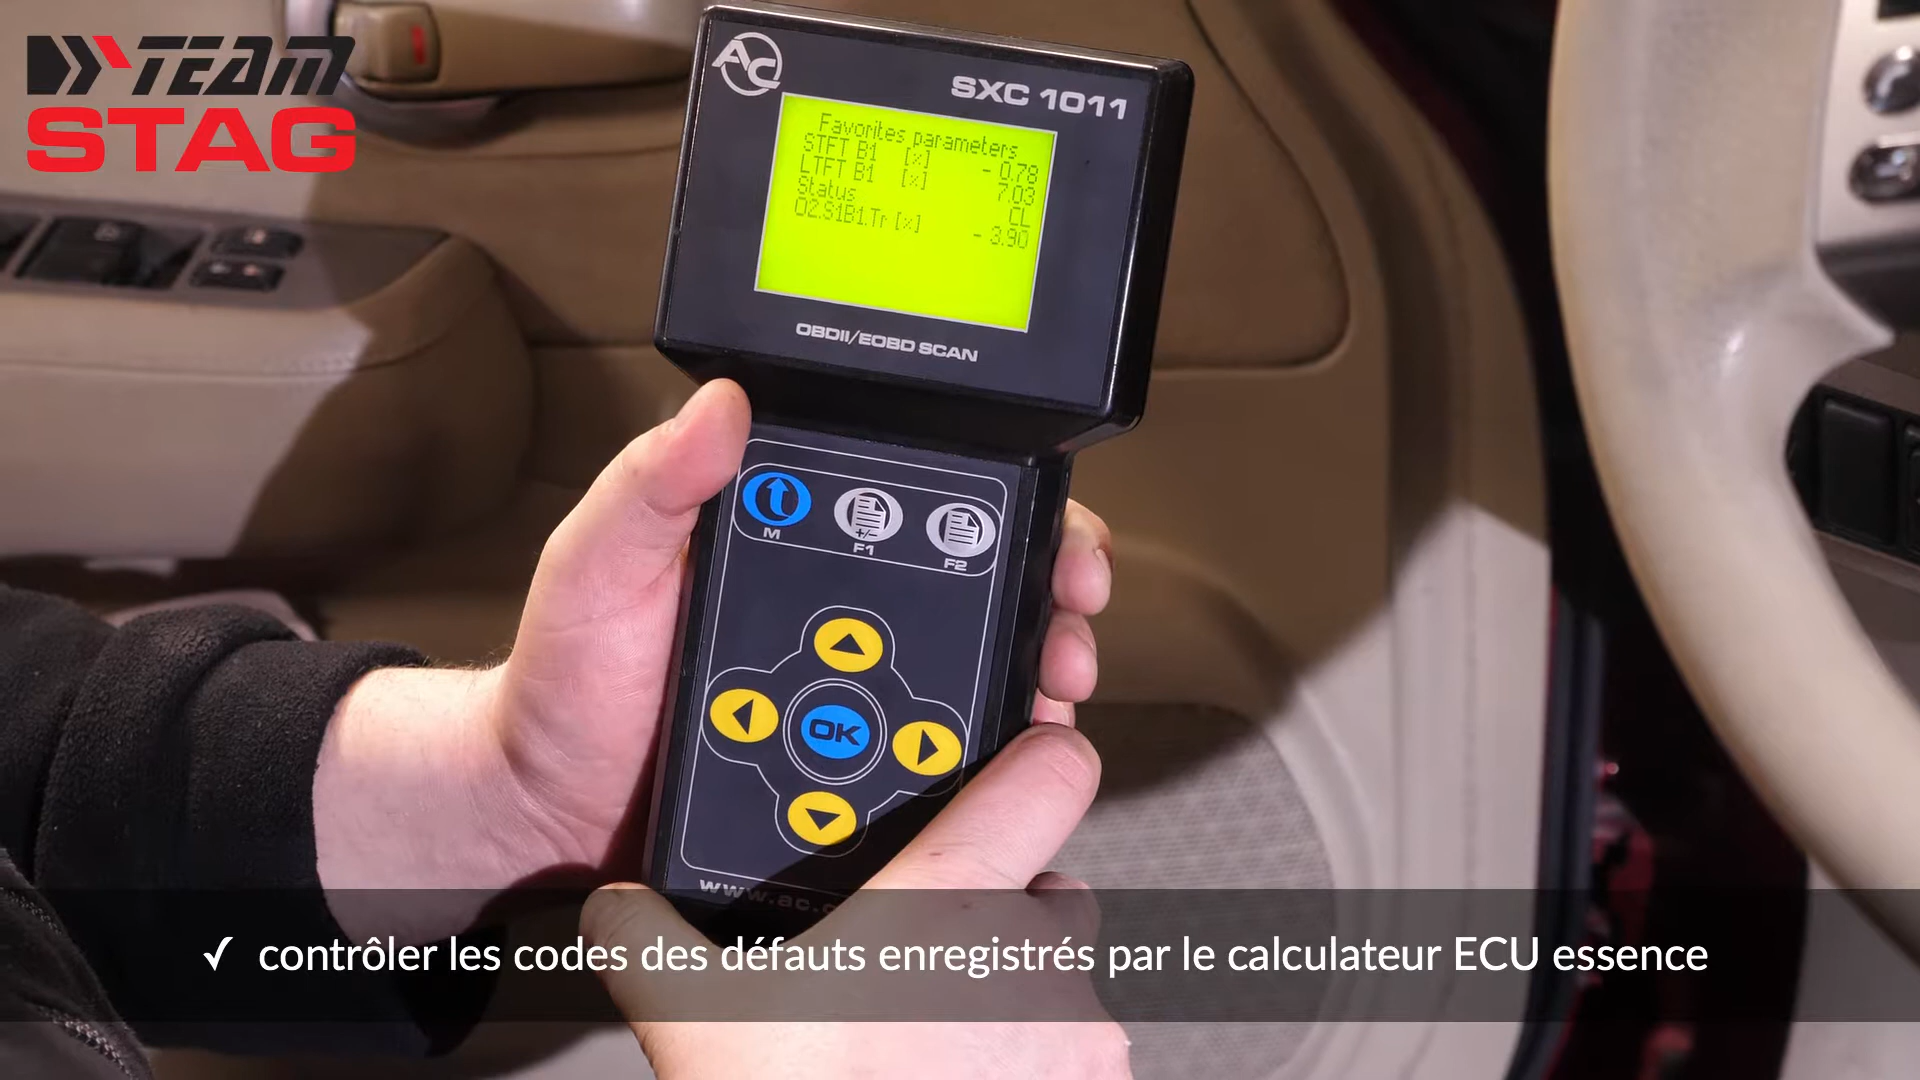 TEAM
STAG
AC
SXC 1011
Favorites parameters
STFT B1 [%] - 0.78
LTFT B1 [%] 7.03
Status CL
O2.S1B1.Tr [%] - 3.90
OBDII/EOBD SCAN
M
+/-
F1
F2
OK
www.ac.
✓ contrôler les codes des défauts enregistrés par le calculateur ECU essence